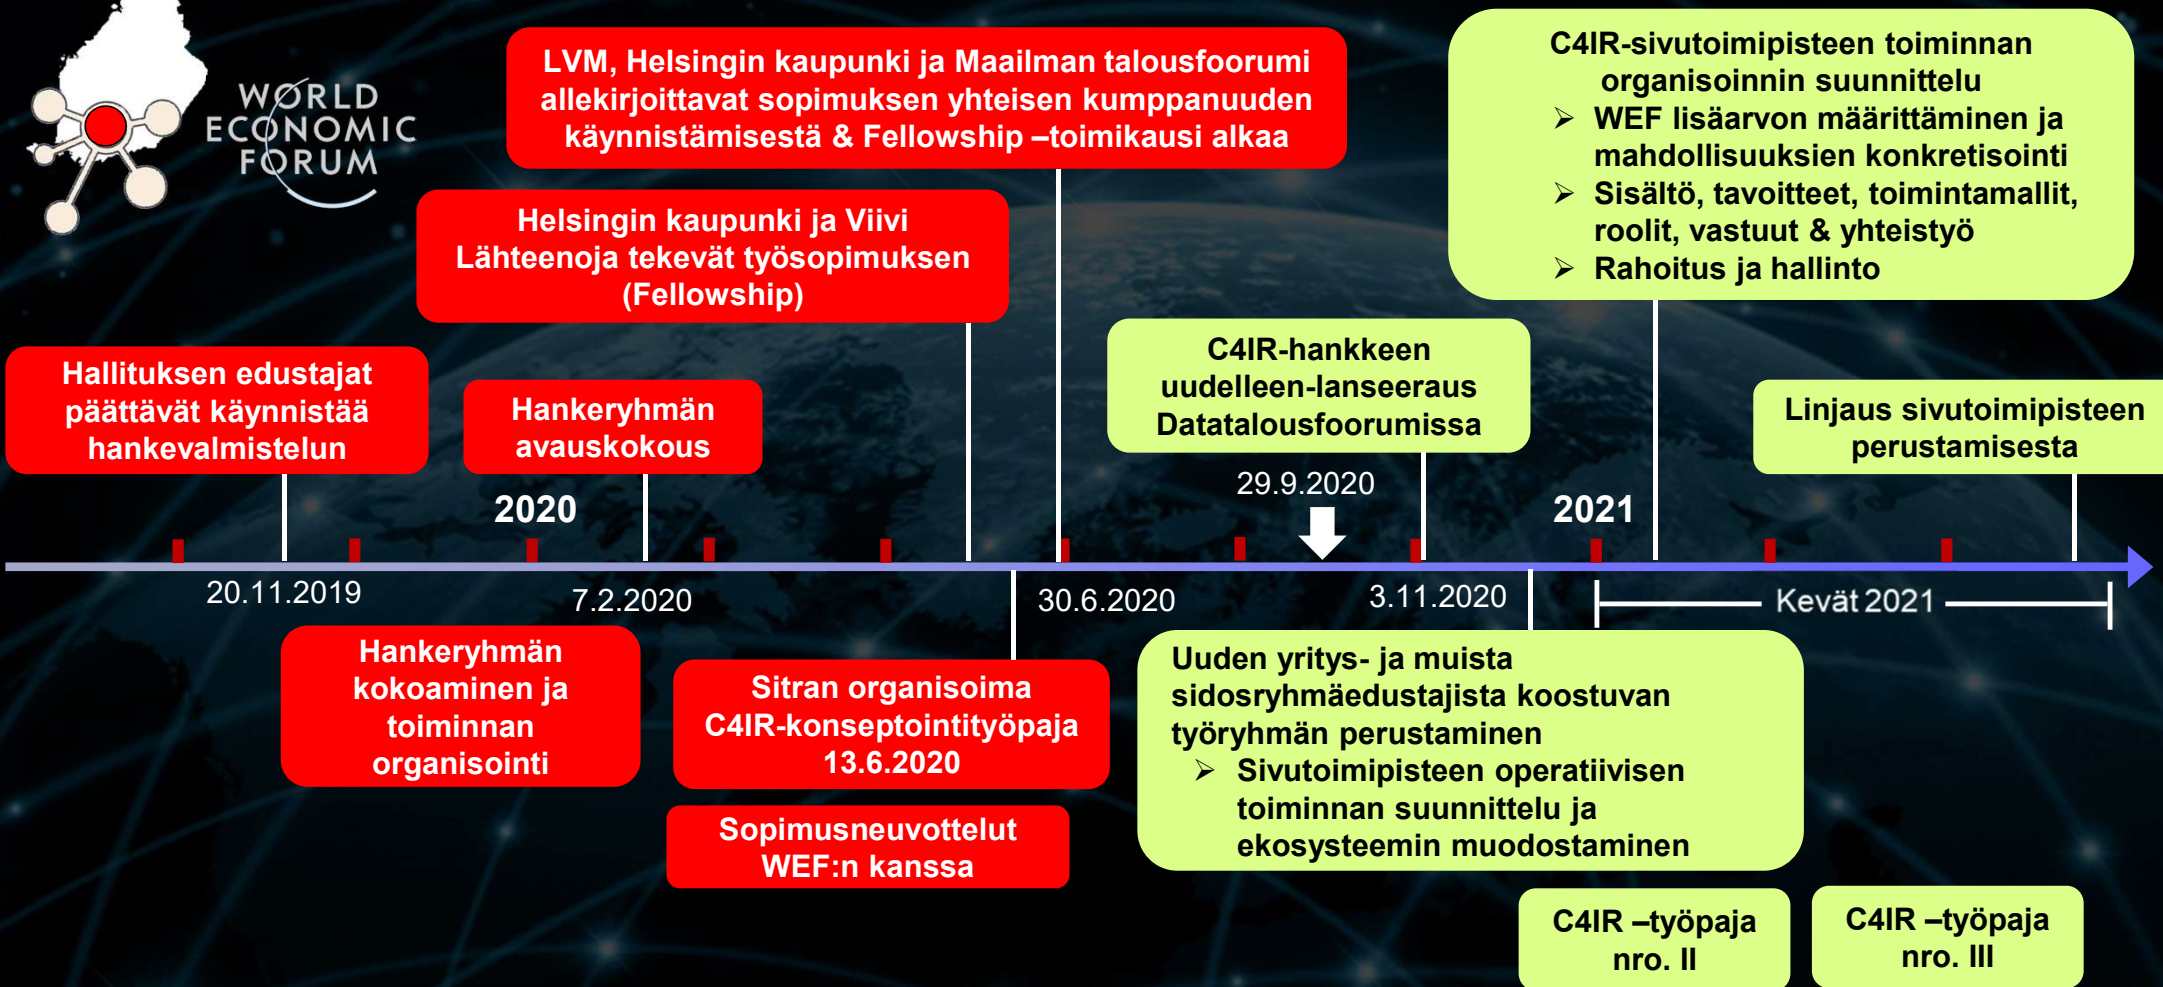 WORLD
ECONOMIC
FORUM
LVM, Helsingin kaupunki ja Maailman talousfoorumi
allekirjoittavat sopimuksen yhteisen kumppanuuden
käynnistämisestä & Fellowship –toimikausi alkaa
C4IR-sivutoimipisteen toiminnan
organisoinnin suunnittelu
➢ WEF lisäarvon määrittäminen ja
mahdollisuuksien konkretisointi
➢ Sisältö, tavoitteet, toimintamallit,
roolit, vastuut & yhteistyö
➢ Rahoitus ja hallinto
Helsingin kaupunki ja Viivi
Lähteenoja tekevät työsopimuksen
(Fellowship)
Hallituksen edustajat
päättävät käynnistää
hankevalmistelun
Hankeryhmän
avauskokous
C4IR-hankkeen
uudelleen-lanseeraus
Datatalousfoorumissa
Linjaus sivutoimipisteen
perustamisesta
2020
29.9.2020
2021
20.11.2019
7.2.2020
30.6.2020
3.11.2020
Kevät 2021
Hankeryhmän
kokoaminen ja
toiminnan
organisointi
Sitran organisoima
C4IR-konseptointityöpaja
13.6.2020
Sopimusneuvottelut
WEF:n kanssa
Uuden yritys- ja muista
sidosryhmäedustajista koostuvan
työryhmän perustaminen
➢ Sivutoimipisteen operatiivisen
toiminnan suunnittelu ja
ekosysteemin muodostaminen
C4IR –työpaja
nro. II
C4IR –työpaja
nro. III